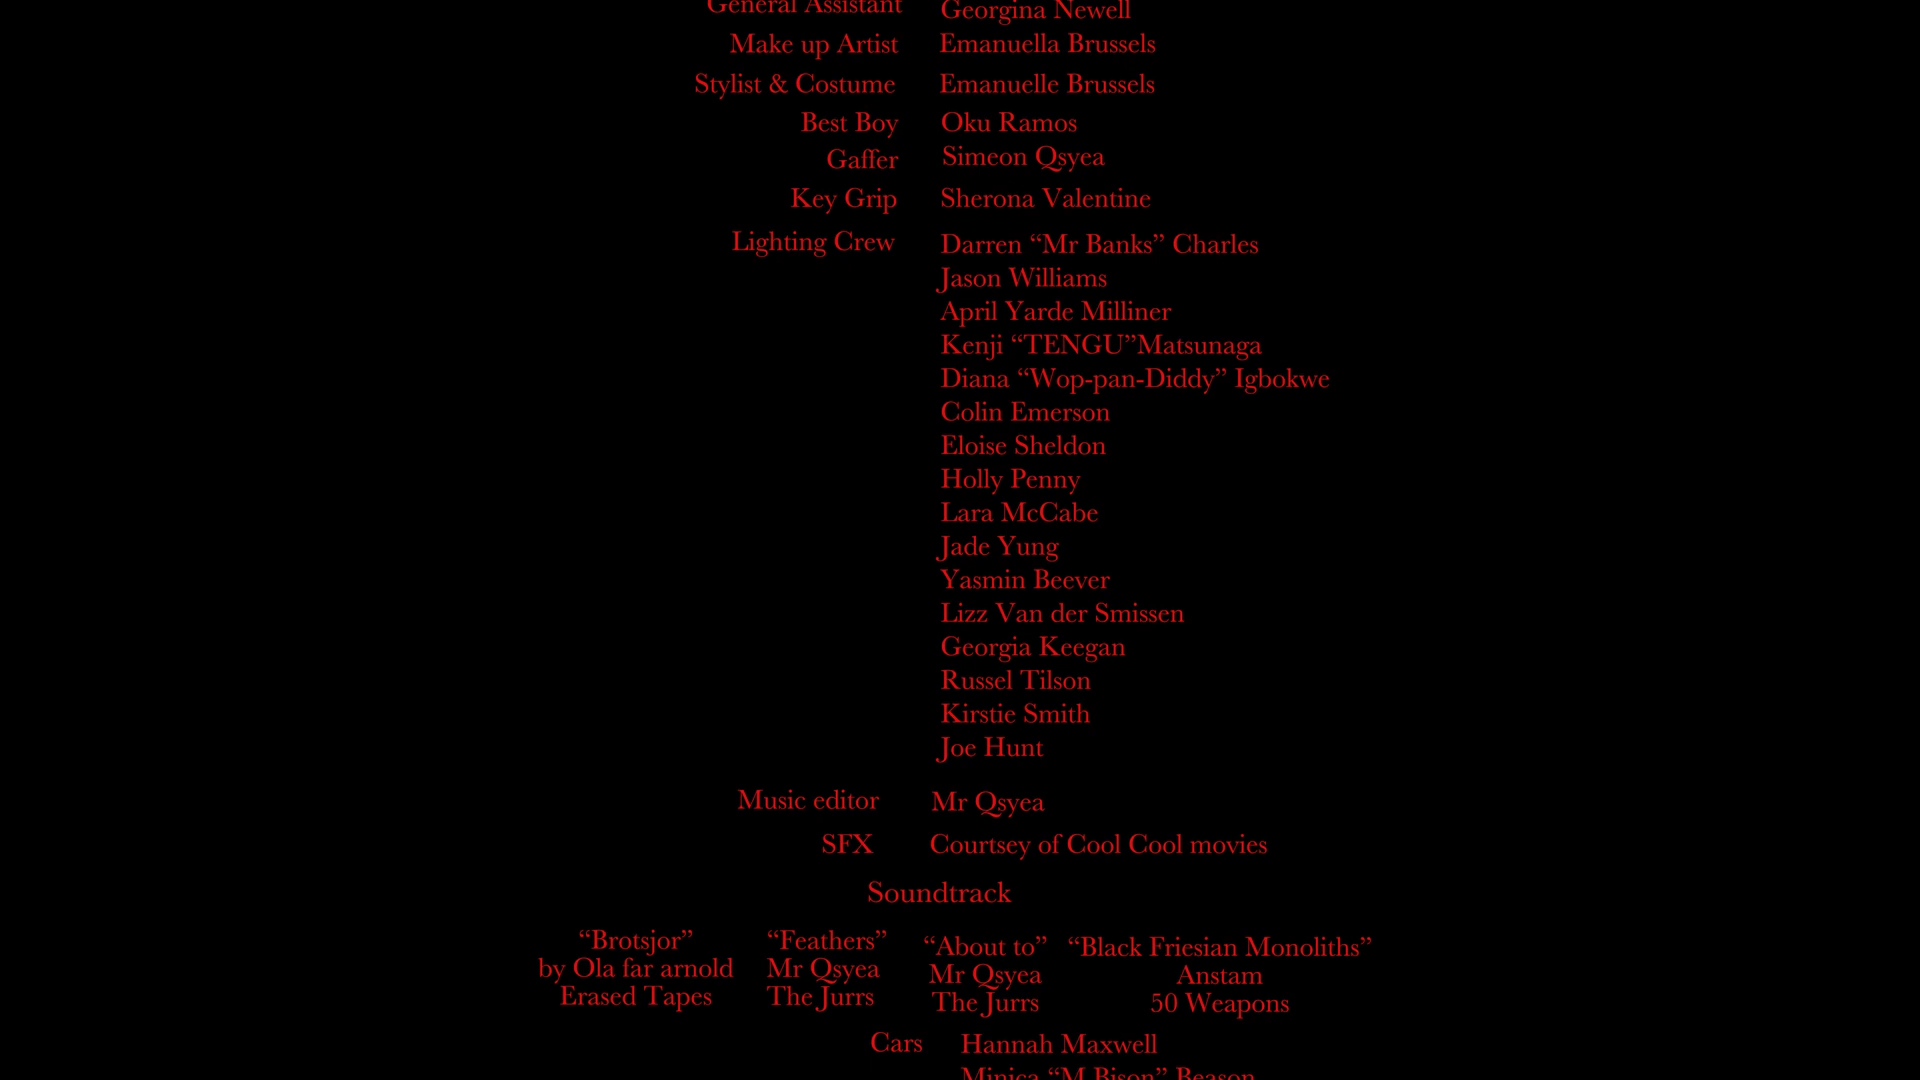 General Assistant Georgina Newell
Make up Artist Emanuella Brussels
Stylist & Costume Emanuelle Brussels
Best Boy Oku Ramos
Gaffer Simeon Qsyea
Key Grip Sherona Valentine
Lighting Crew Darren “Mr Banks” Charles
Jason Williams
April Yarde Milliner
Kenji “TENGU”Matsunaga
Diana “Wop-pan-Diddy” Igbokwe
Colin Emerson
Eloise Sheldon
Holly Penny
Lara McCabe
Jade Yung
Yasmin Beever
Lizz Van der Smissen
Georgia Keegan
Russel Tilson
Kirstie Smith
Joe Hunt
Music editor Mr Qsyea
SFX Courtsey of Cool Cool movies
Soundtrack
“Brotsjor”
by Ola far arnold
Erased Tapes
“Feathers”
Mr Qsyea
The Jurrs
“About to”
Mr Qsyea
The Jurrs
“Black Friesian Monoliths”
Anstam
50 Weapons
Cars Hannah Maxwell
Minica “M Bison” Beason